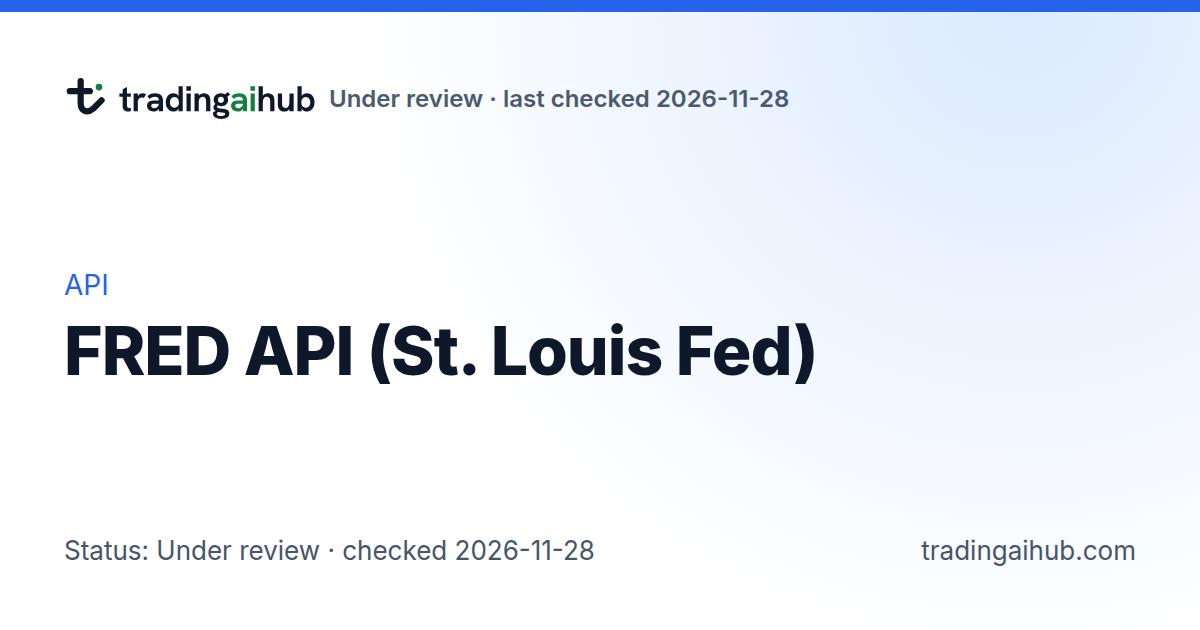 tradingaihub Under review · last checked 2026-11-28
API
FRED API (St. Louis Fed)
Status: Under review · checked 2026-11-28
tradingaihub.com